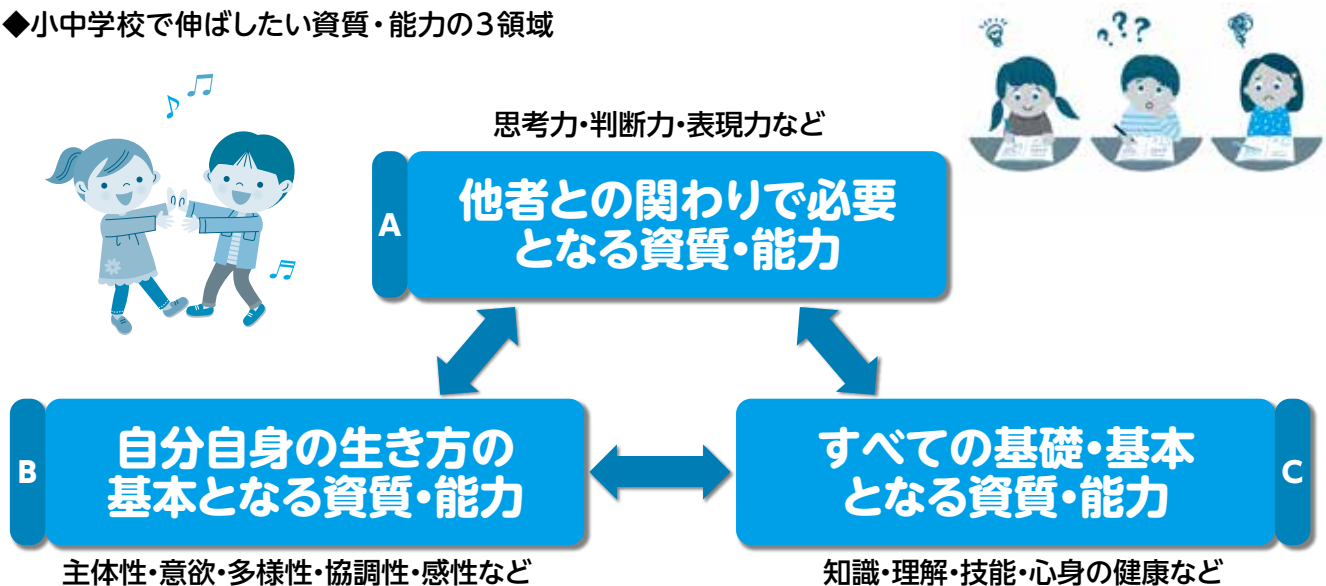 ◆小中学校で伸ばしたい資質・能力の3領域
???
思考力・判断力・表現力など
A
他者との関わりで必要
となる資質・能力
B
自分自身の生き方の
基本となる資質・能力
主体性・意欲・多様性・協調性・感性など
すべての基礎・基本
となる資質・能力
C
知識・理解・技能・心身の健康など